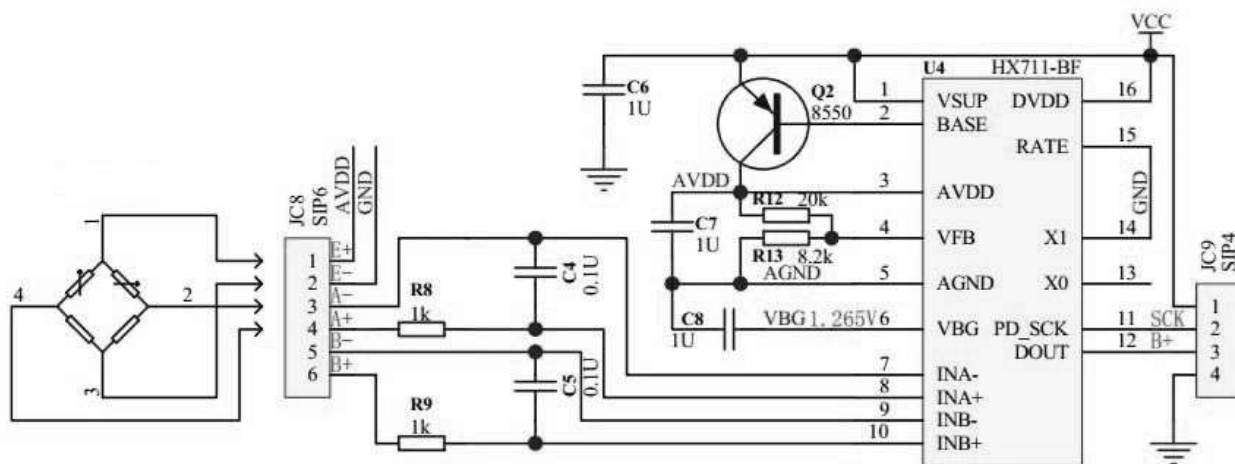 VCC
U4 HX711-BF
C6
1U
Q2
8550
1 VSUP DVDD 16
2 BASE
RATE 15
AVDD 3 AVDD
R12 20k
C7
1U
GND
4 VFB X1 14
R13 8.2k
AGND 5 AGND X0 13
C8
1U
VBG 1.265V 6 VBG PD_SCK 11 SCK
DOUT 12 B+
7 INA-
8 INA+
9 INB-
10 INB+
JC9
SIP4
1
2
3
4
JC8
SIP6
AVDD
GND
1 E+
2 E-
3 A-
4 A+
5 B-
6 B+
R8
1k
R9
1k
C4
0.1U
C5
0.1U
1
2
3
4